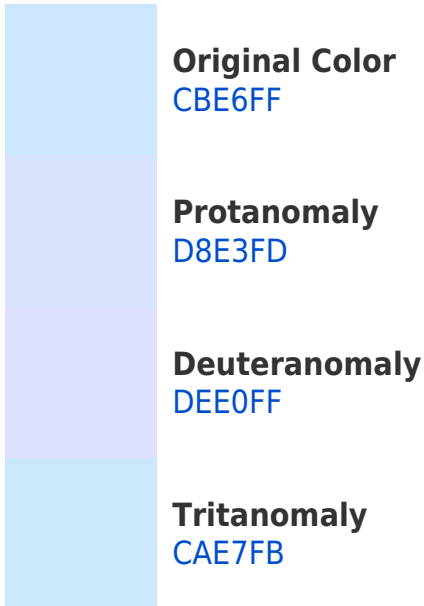 Original Color
CBE6FF
Protanomaly
D8E3FD
Deuteranomaly
DEE0FF
Tritanomaly
CAE7FB